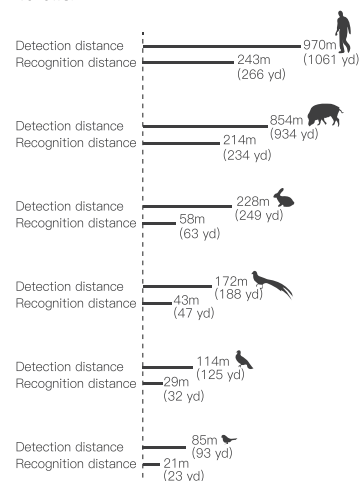 Detection distance 970m
(1061 yd)
Recognition distance 243m
(266 yd)
Detection distance 854m
(934 yd)
Recognition distance 214m
(234 yd)
Detection distance 228m
(249 yd)
Recognition distance 58m
(63 yd)
Detection distance 172m
(188 yd)
Recognition distance 43m
(47 yd)
Detection distance 114m
(125 yd)
Recognition distance 29m
(32 yd)
Detection distance 85m
(93 yd)
Recognition distance 21m
(23 yd)